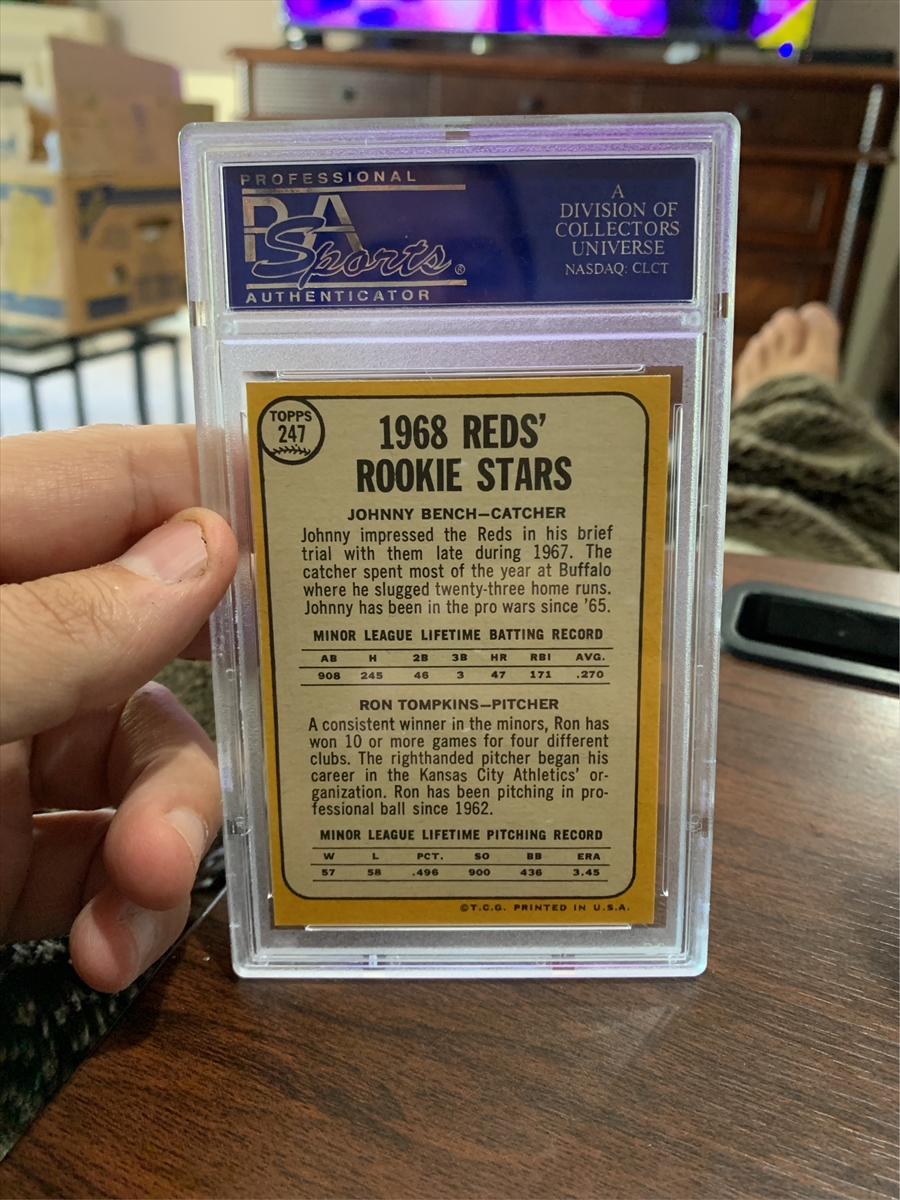 PROFESSIONAL
PSA
Sports®
AUTHENTICATOR
A
DIVISION OF
COLLECTORS
UNIVERSE
NASDAQ: CLCT
TOPPS
247
1968 REDS'
ROOKIE STARS
JOHNNY BENCH—CATCHER
Johnny impressed the Reds in his brief
trial with them late during 1967. The
catcher spent most of the year at Buffalo
where he slugged twenty-three home runs.
Johnny has been in the pro wars since '65.
MINOR LEAGUE LIFETIME BATTING RECORD
AB H 2B 3B HR RBI AVG.
908 245 46 3 47 171 .270
RON TOMPKINS—PITCHER
A consistent winner in the minors, Ron has
won 10 or more games for four different
clubs. The righthanded pitcher began his
career in the Kansas City Athletics' or-
ganization. Ron has been pitching in pro-
fessional ball since 1962.
MINOR LEAGUE LIFETIME PITCHING RECORD
W L PCT. SO BB ERA
57 58 .496 900 436 3.45
©T.C.G. PRINTED IN U.S.A.